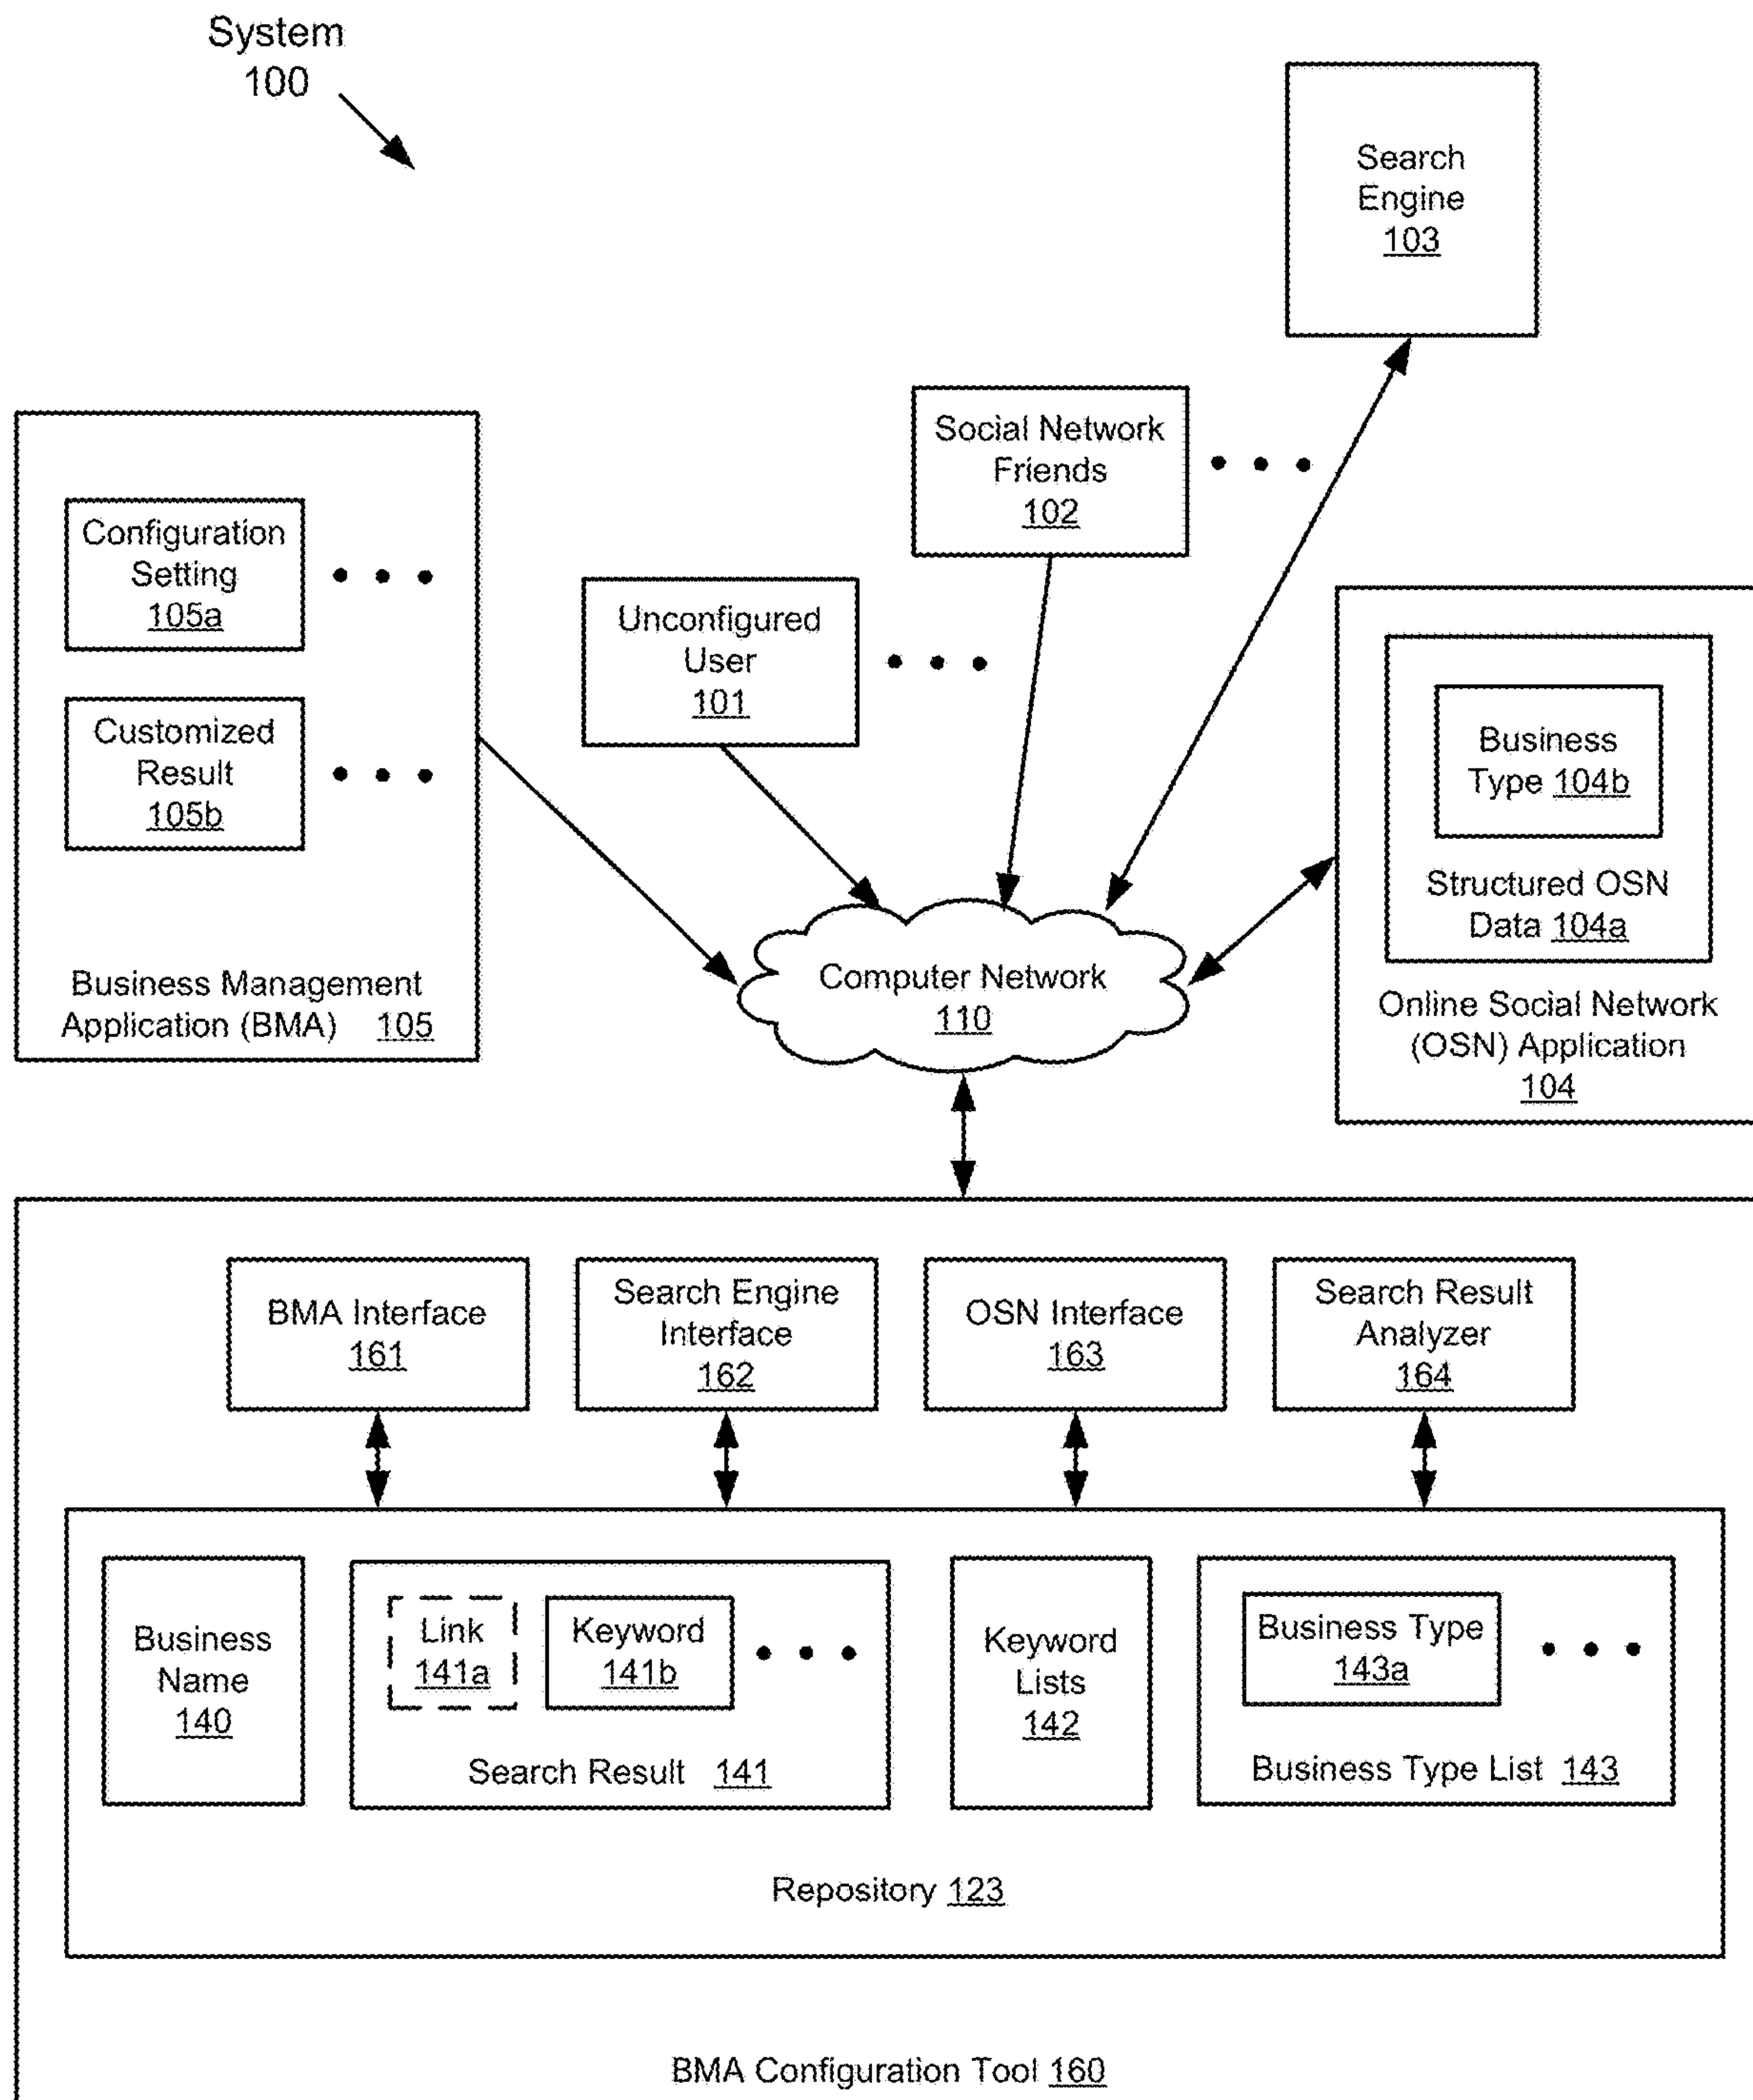 System
100
Search
Engine
103
Social Network
Friends
102
Configuration
Setting
105a
Unconfigured
User
101
Customized
Result
105b
Business
Type 104b
Structured OSN
Data 104a
Business Management
Application (BMA) 105
Computer Network
110
Online Social Network
(OSN) Application
104
BMA Interface
161
Search Engine
Interface
162
OSN Interface
163
Search Result
Analyzer
164
Business
Name
140
Link
141a
Keyword
141b
Search Result 141
Keyword
Lists
142
Business Type
143a
Business Type List 143
Repository 123
BMA Configuration Tool 160